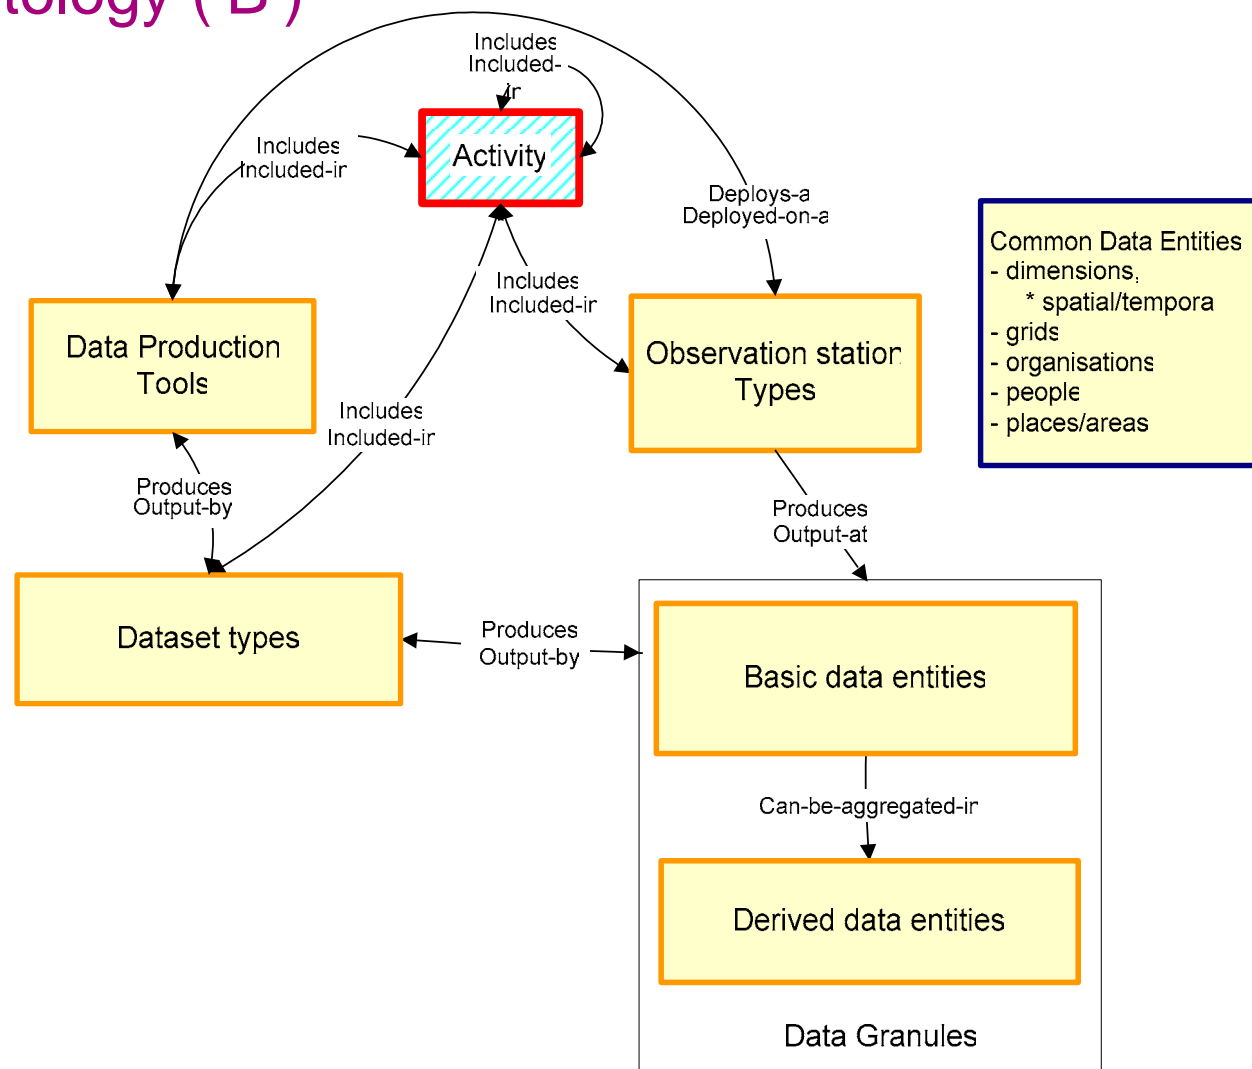 tology ( B )
Includes
Included-
in
Activity
Includes
Included-in
Deploys-a
Deployed-on-a
Includes
Included-in
Common Data Entities
- dimensions,
* spatial/tempora
- grids
- organisations
- people
- places/areas
Data Production
Tools
Observation station
Types
Includes
Included-in
Produces
Output-by
Produces
Output-at
Dataset types
Produces
Output-by
Basic data entities
Can-be-aggregated-in
Derived data entities
Data Granules